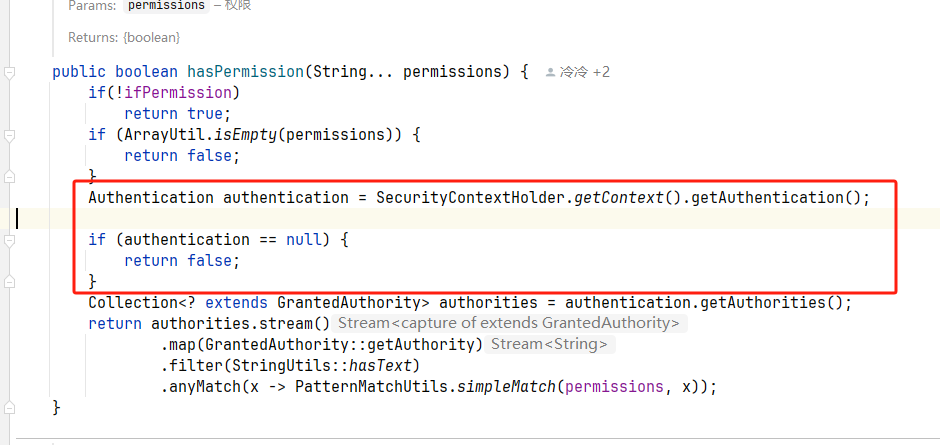 Params: permissions – 权限
Returns: {boolean}
public boolean hasPermission(String... permissions) { 冷冷 +2
if(!ifPermission)
return true;
if (ArrayUtil.isEmpty(permissions)) {
return false;
}
Authentication authentication = SecurityContextHolder.getContext().getAuthentication();
if (authentication == null) {
return false;
}
Collection<? extends GrantedAuthority> authorities = authentication.getAuthorities();
return authorities.stream() Stream<capture of extends GrantedAuthority>
.map(GrantedAuthority::getAuthority) Stream<String>
.filter(StringUtils::hasText)
.anyMatch(x -> PatternMatchUtils.simpleMatch(permissions, x));
}